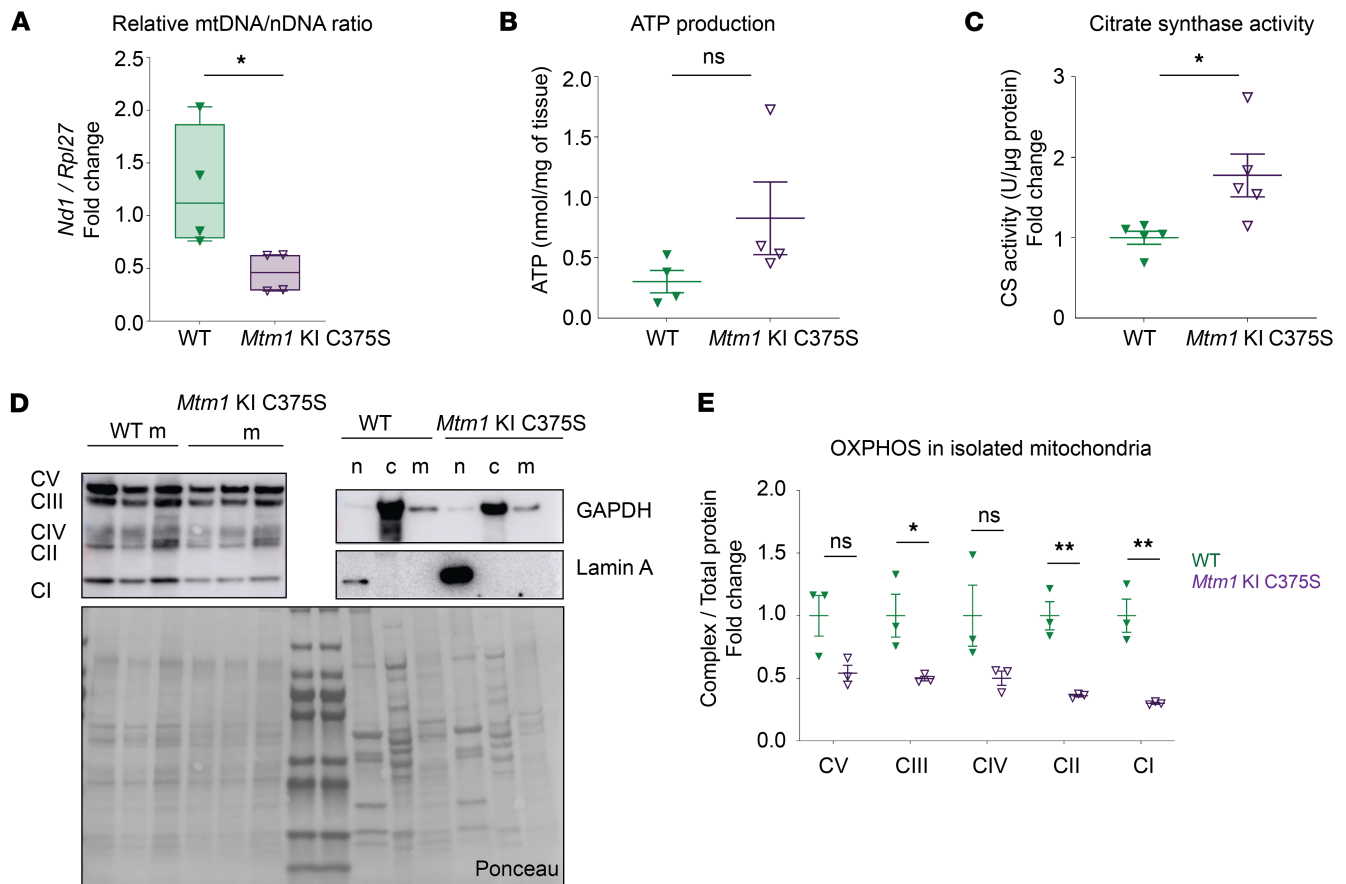 A
Relative mtDNA/nDNA ratio
Nd1 / Rpl27
Fold change
2.5
2.0
1.5
1.0
0.5
0.0
*
WT
Mtm1 KI C375S
B
ATP production
ATP (nmol/mg of tissue)
2.0
1.5
1.0
0.5
0.0
ns
WT
Mtm1 KI C375S
C
Citrate synthase activity
CS activity (U/µg protein)
Fold change
3
2
1
0
*
WT
Mtm1 KI C375S
D
WT m
Mtm1 KI C375S
m
CV
CIII
CIV
CII
CI
WT
Mtm1 KI C375S
n c m n c m
GAPDH
Lamin A
Ponceau
E
OXPHOS in isolated mitochondria
Complex / Total protein
Fold change
2.0
1.5
1.0
0.5
0.0
ns
*
ns
**
**
CV CIII CIV CII CI
WT
Mtm1 KI C375S